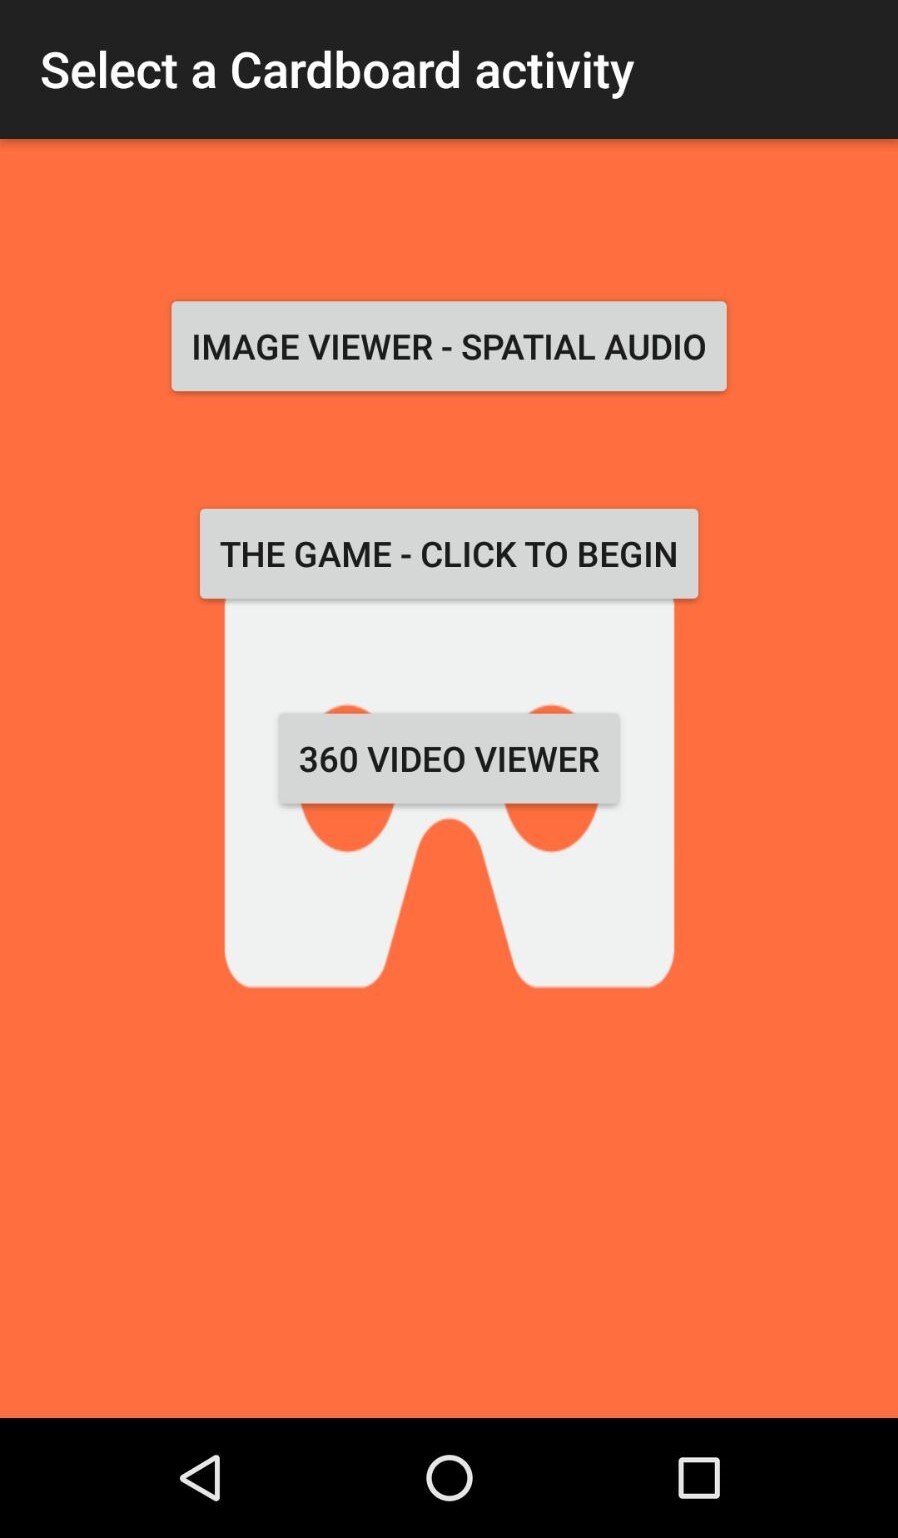 Select a Cardboard activity
IMAGE VIEWER - SPATIAL AUDIO
THE GAME - CLICK TO BEGIN
360 VIDEO VIEWER